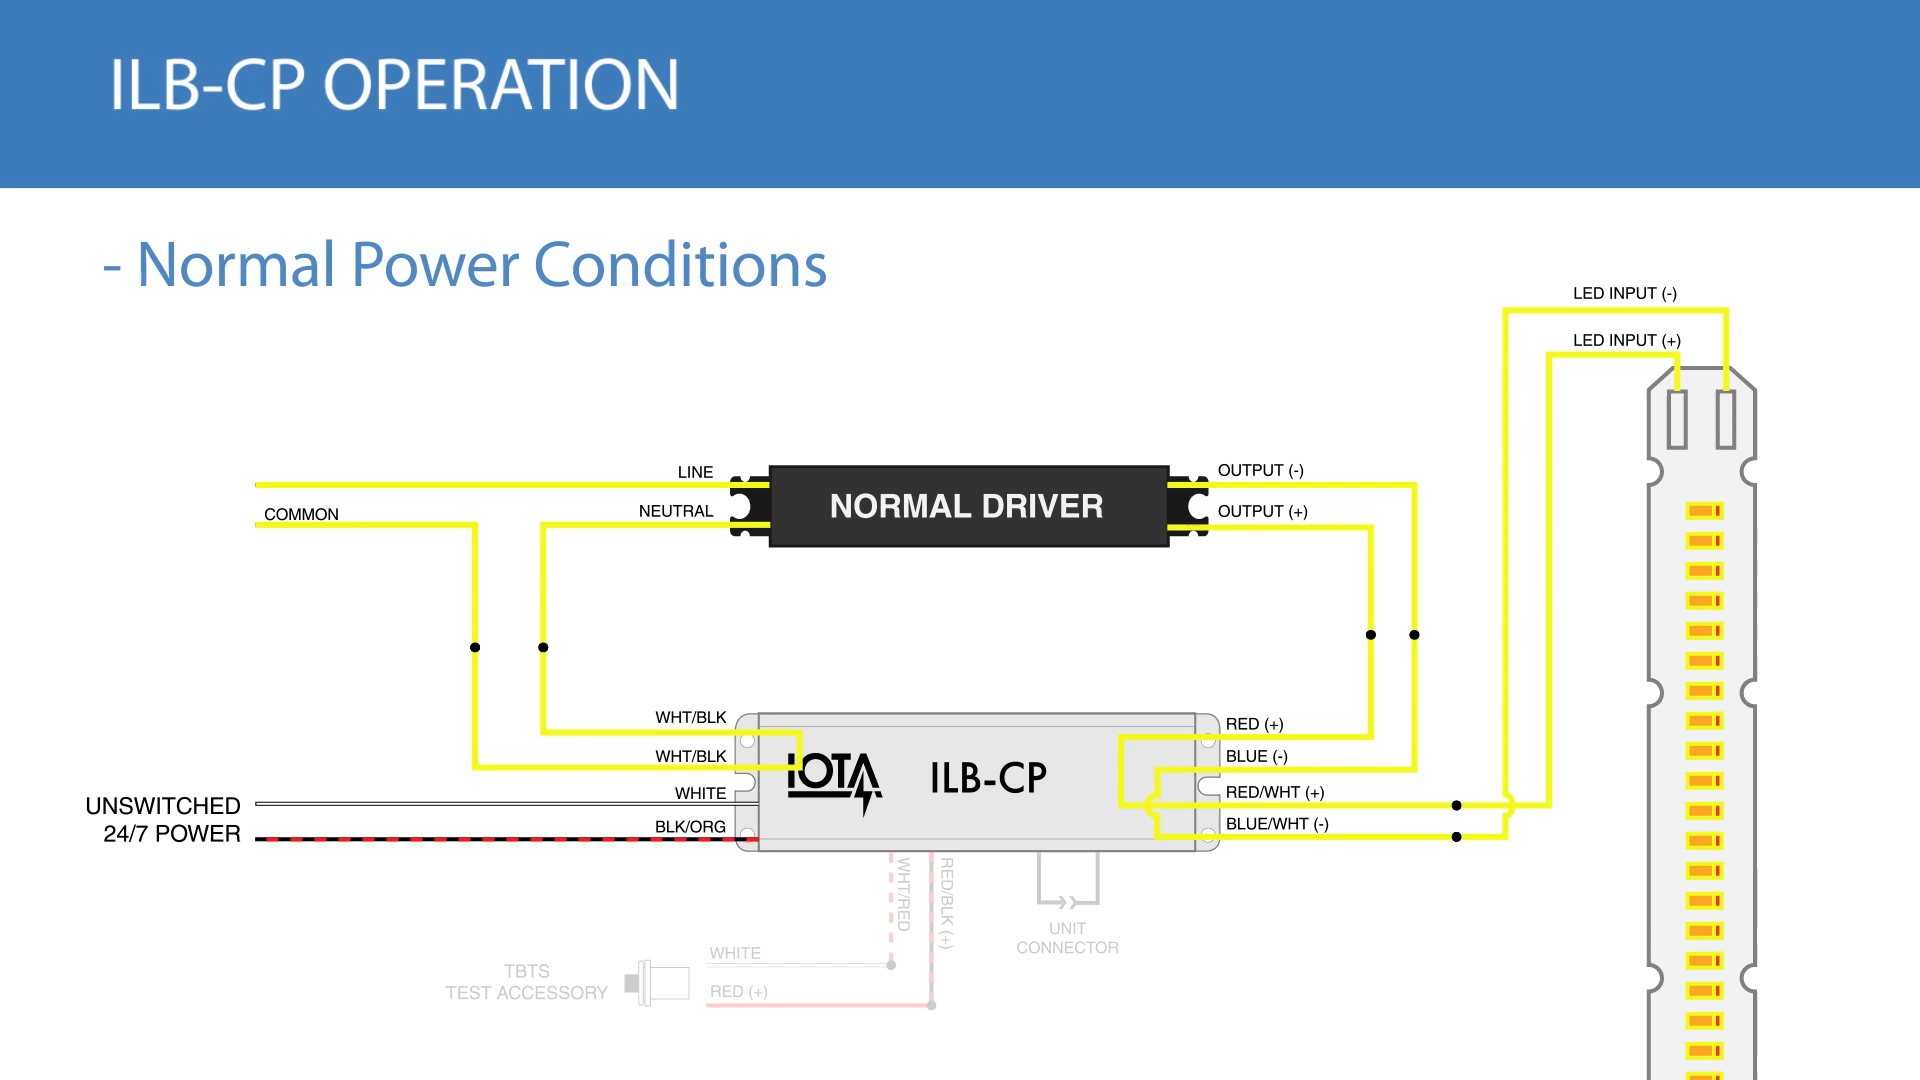 ILB-CP OPERATION
- Normal Power Conditions
LED INPUT (-)
LED INPUT (+)
LINE
COMMON
NEUTRAL
NORMAL DRIVER
OUTPUT (-)
OUTPUT (+)
WHT/BLK
WHT/BLK
WHITE
BLK/ORG
UNSWITCHED
24/7 POWER
IOTA
ILB-CP
RED (+)
BLUE (-)
RED/WHT (+)
BLUE/WHT (-)
WHT/RED
RED/BLK (+)
UNIT
CONNECTOR
WHITE
RED (+)
TBTS
TEST ACCESSORY